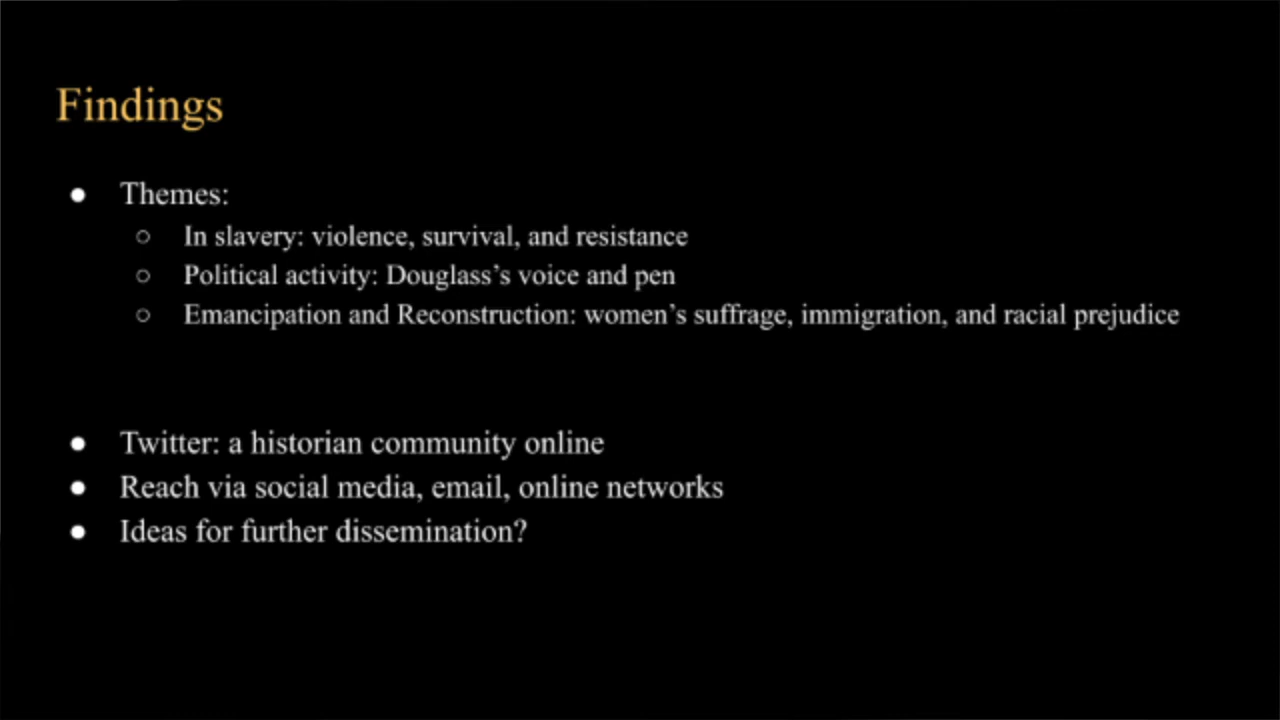 Findings
● Themes:
○ In slavery: violence, survival, and resistance
○ Political activity: Douglass’s voice and pen
○ Emancipation and Reconstruction: women’s suffrage, immigration, and racial prejudice
● Twitter: a historian community online
● Reach via social media, email, online networks
● Ideas for further dissemination?